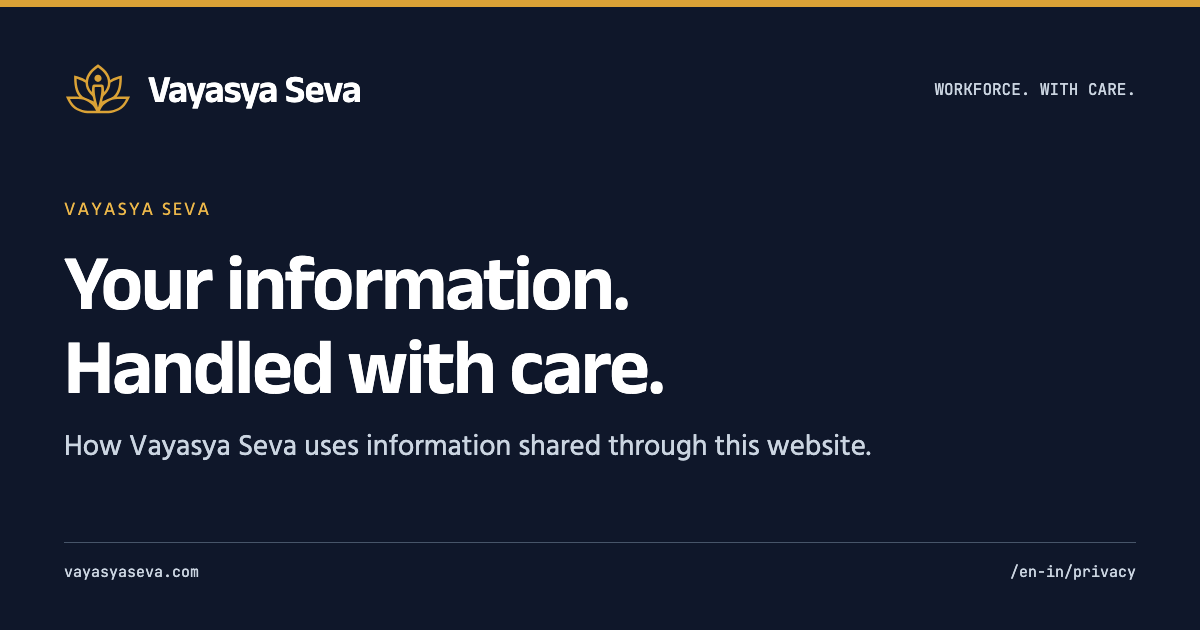 Vayasya Seva
WORKFORCE. WITH CARE.
VAYASYA SEVA
Your information.
Handled with care.
How Vayasya Seva uses information shared through this website.
vayasyaseva.com
/en-in/privacy